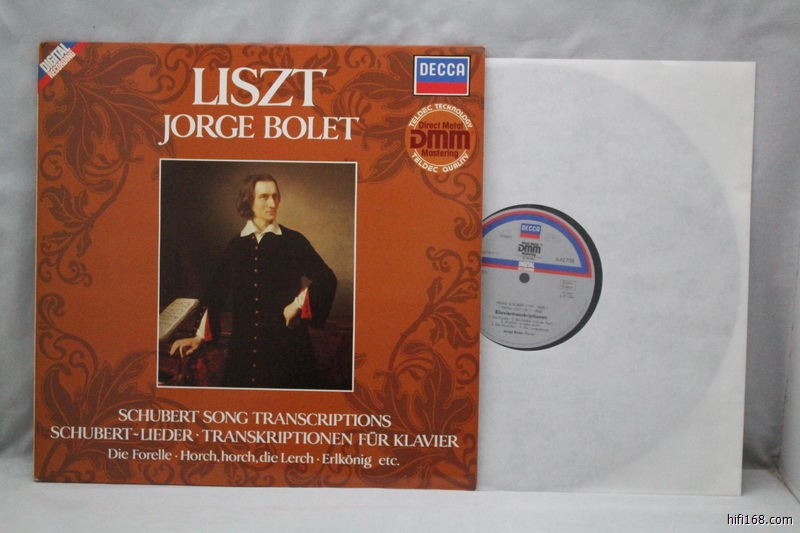 DIGITAL
RECORDING
LISZT
JORGE BOLET
DECCA
TELDEC TECHNOLOGY
Direct Metal
DMM
Mastering
TELDEC QUALITY
SCHUBERT SONG TRANSCRIPTIONS
SCHUBERT-LIEDER · TRANSKRIPTIONEN FÜR KLAVIER
Die Forelle · Horch, horch, die Lerch · Erlkönig etc.
DECCA
DMM
Klaviertranskriptionen
hifi168.com